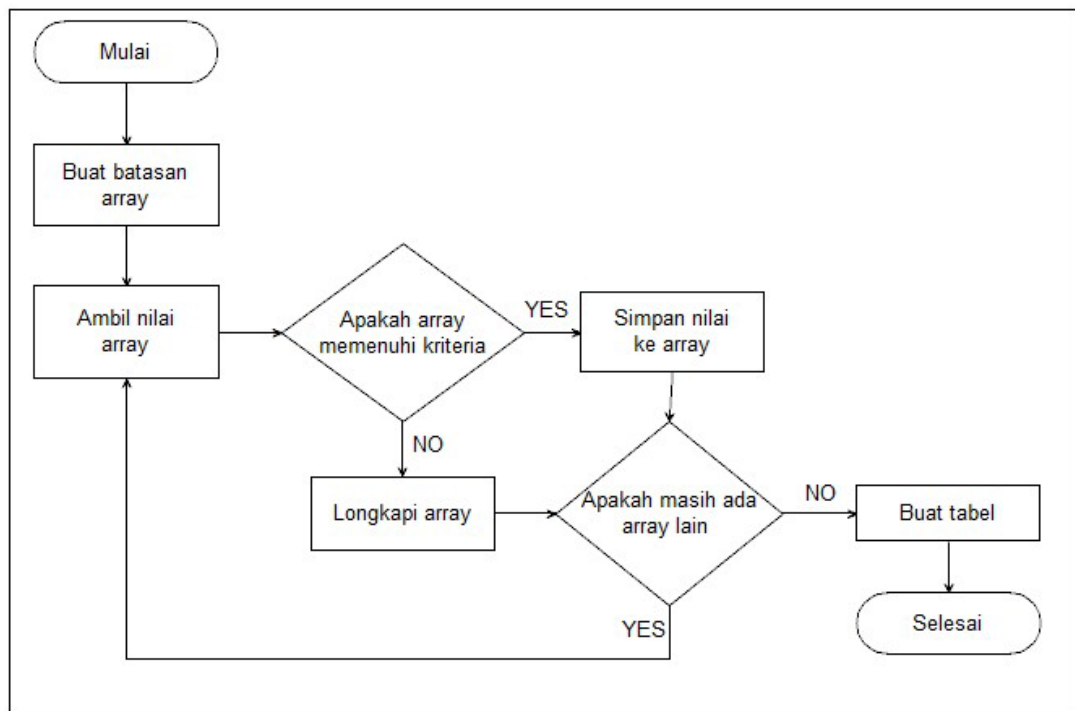 Mulai
Buat batasan
array
Ambil nilai
array
Apakah array
memenuhi kriteria
YES
Simpan nilai
ke array
NO
Longkapi array
Apakah masih ada
array lain
NO
Buat tabel
YES
Selesai